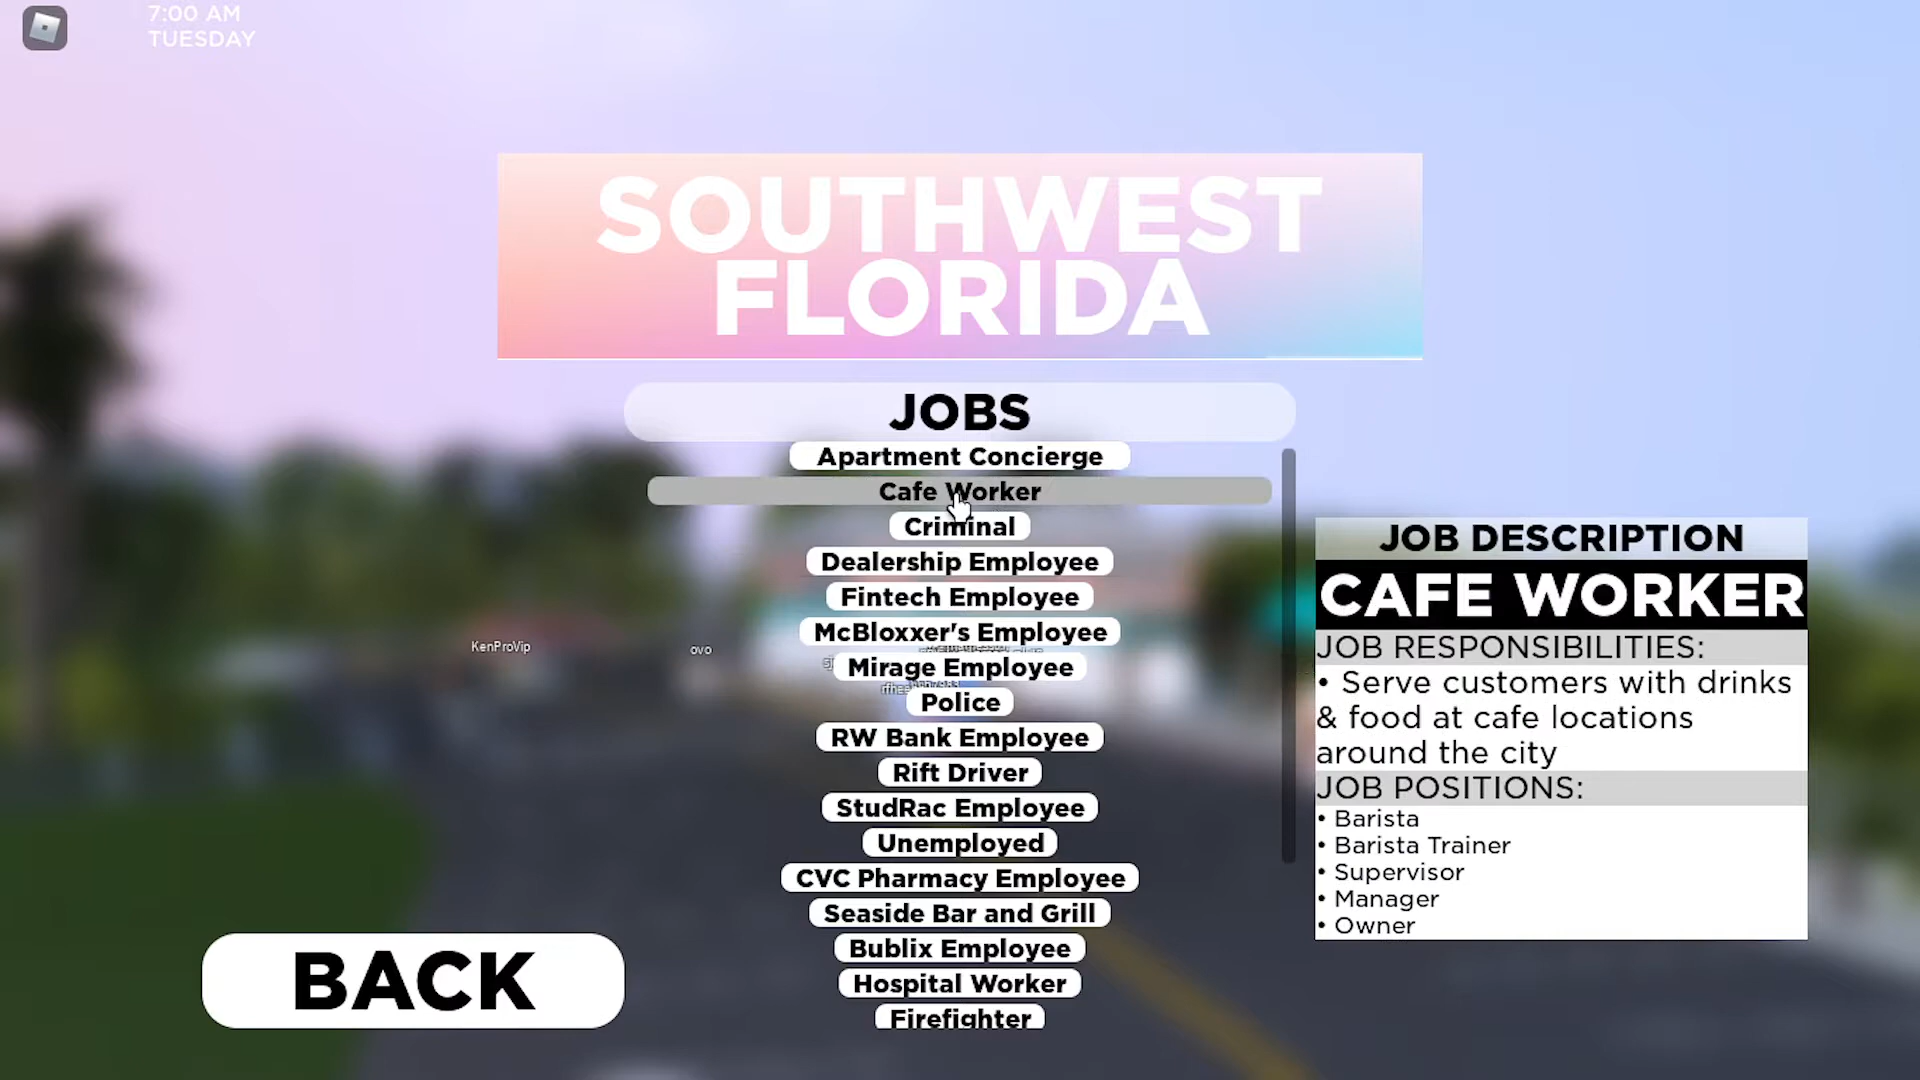 7:00 AM
TUESDAY
SOUTHWEST
FLORIDA
JOBS
Apartment Concierge
Cafe Worker
Criminal
Dealership Employee
Fintech Employee
McBloxxer's Employee
Mirage Employee
Police
RW Bank Employee
Rift Driver
StudRac Employee
Unemployed
CVC Pharmacy Employee
Seaside Bar and Grill
Bublix Employee
Hospital Worker
Firefighter
KenProVip
ovo
JOB DESCRIPTION
CAFE WORKER
JOB RESPONSIBILITIES:
• Serve customers with drinks
& food at cafe locations
around the city
JOB POSITIONS:
• Barista
• Barista Trainer
• Supervisor
• Manager
• Owner
BACK